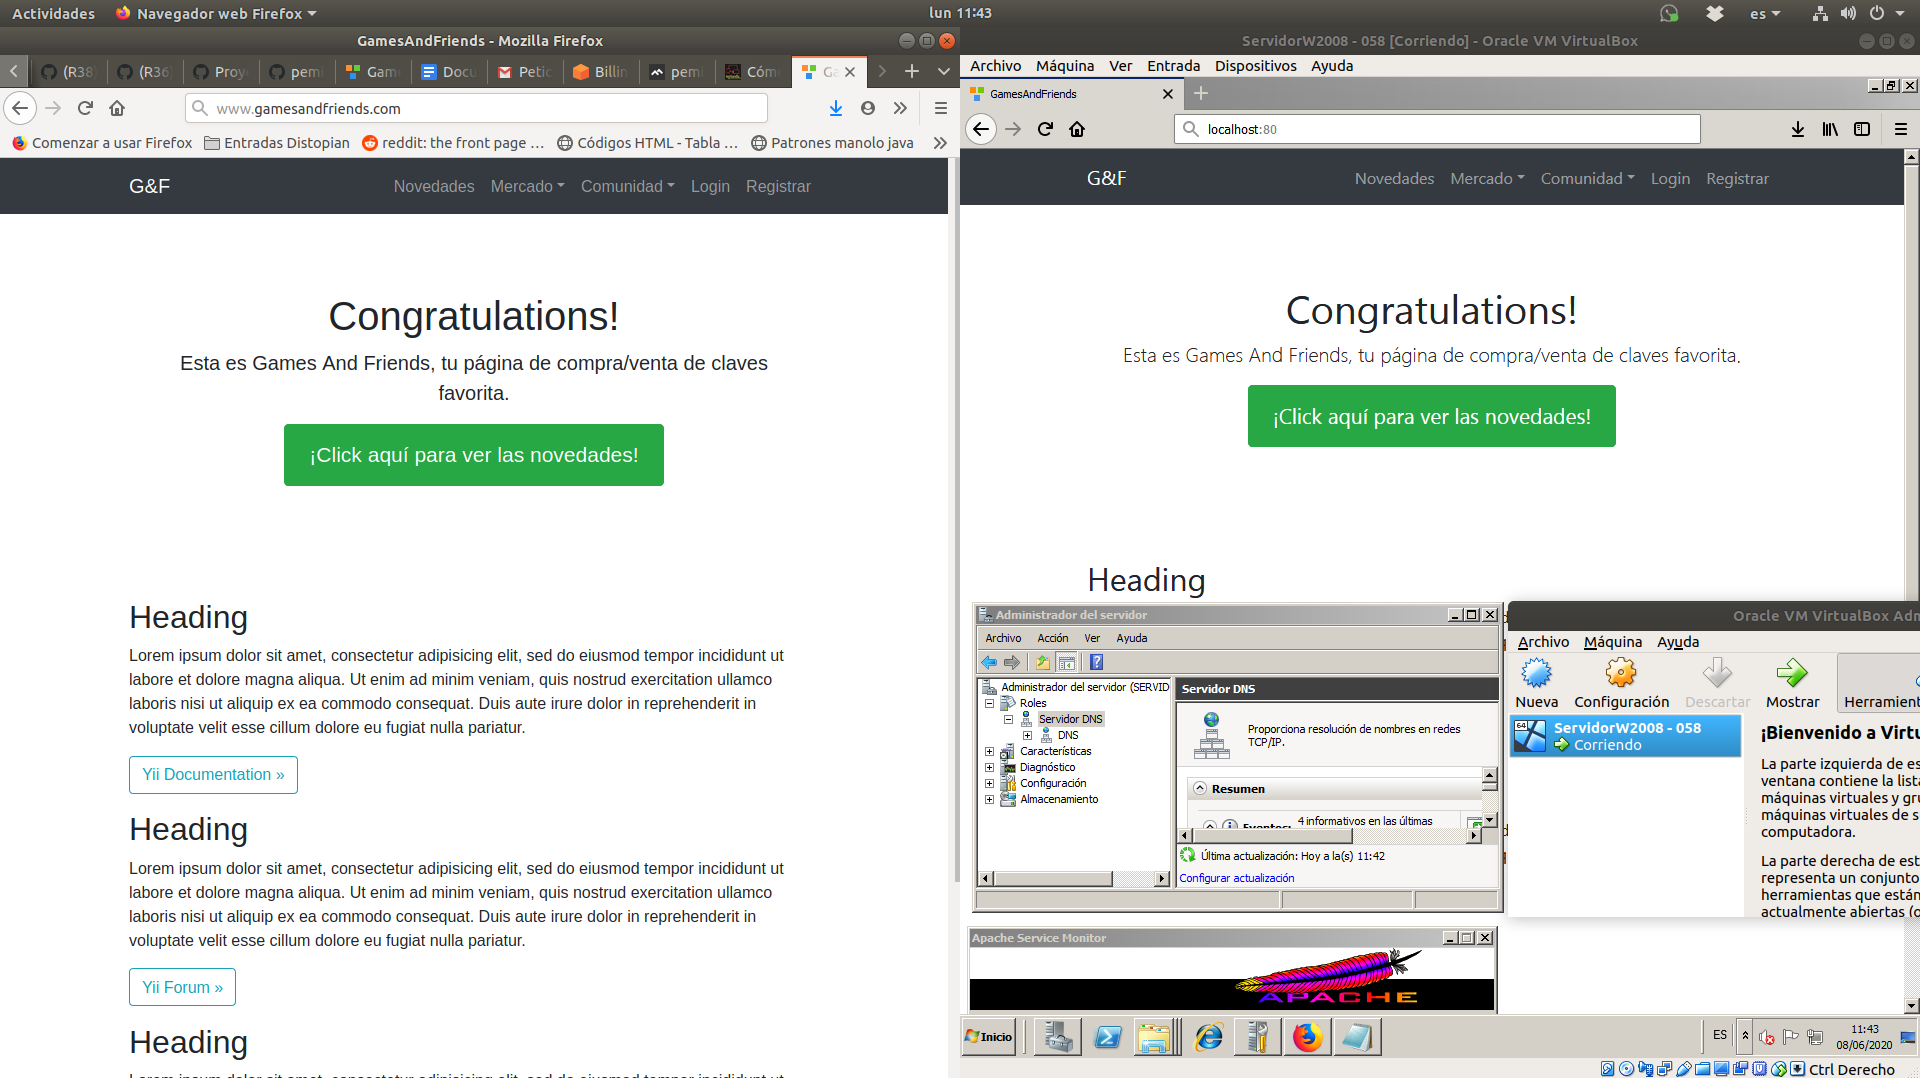 Actividades
Navegador web Firefox
lun 11:43
es
GamesAndFriends - Mozilla Firefox
(R38)
(R36)
Proy
pemi
Game
Docu
Petic
Billin
pemi
Cóm
www.gamesandfriends.com
Comenzar a usar Firefox
Entradas Distopian
reddit: the front page ...
Códigos HTML - Tabla ...
Patrones manolo java
G&F
Novedades
Mercado
Comunidad
Login
Registrar
Congratulations!
Esta es Games And Friends, tu página de compra/venta de claves
favorita.
¡Click aquí para ver las novedades!
Heading
Lorem ipsum dolor sit amet, consectetur adipisicing elit, sed do eiusmod tempor incididunt ut
labore et dolore magna aliqua. Ut enim ad minim veniam, quis nostrud exercitation ullamco
laboris nisi ut aliquip ex ea commodo consequat. Duis aute irure dolor in reprehenderit in
voluptate velit esse cillum dolore eu fugiat nulla pariatur.
Yii Documentation »
Heading
Lorem ipsum dolor sit amet, consectetur adipisicing elit, sed do eiusmod tempor incididunt ut
labore et dolore magna aliqua. Ut enim ad minim veniam, quis nostrud exercitation ullamco
laboris nisi ut aliquip ex ea commodo consequat. Duis aute irure dolor in reprehenderit in
voluptate velit esse cillum dolore eu fugiat nulla pariatur.
Yii Forum »
Heading
ServidorW2008 - 058 [Corriendo] - Oracle VM VirtualBox
Archivo Máquina Ver Entrada Dispositivos Ayuda
GamesAndFriends
localhost:80
G&F
Novedades
Mercado
Comunidad
Login
Registrar
Congratulations!
Esta es Games And Friends, tu página de compra/venta de claves favorita.
¡Click aquí para ver las novedades!
Heading
Administrador del servidor
Archivo Acción Ver Ayuda
Administrador del servidor (SERVID
Roles
Servidor DNS
DNS
Características
Diagnóstico
Configuración
Almacenamiento
Servidor DNS
Proporciona resolución de nombres en redes
TCP/IP.
Resumen
Eventos: 4 informativos en las últimas
Última actualización: Hoy a la(s) 11:42
Configurar actualización
Oracle VM VirtualBox Adm
Archivo Máquina Ayuda
Nueva
Configuración
Descartar
Mostrar
Herramient
64
ServidorW2008 - 058
Corriendo
¡Bienvenido a Virtu
La parte izquierda de es
ventana contiene la lista
máquinas virtuales y gru
máquinas virtuales de s
computadora.
La parte derecha de est
representa un conjunto
herramientas que están
actualmente abiertas (o
Apache Service Monitor
APACHE
Inicio
ES
11:43
08/06/2020
Ctrl Derecho